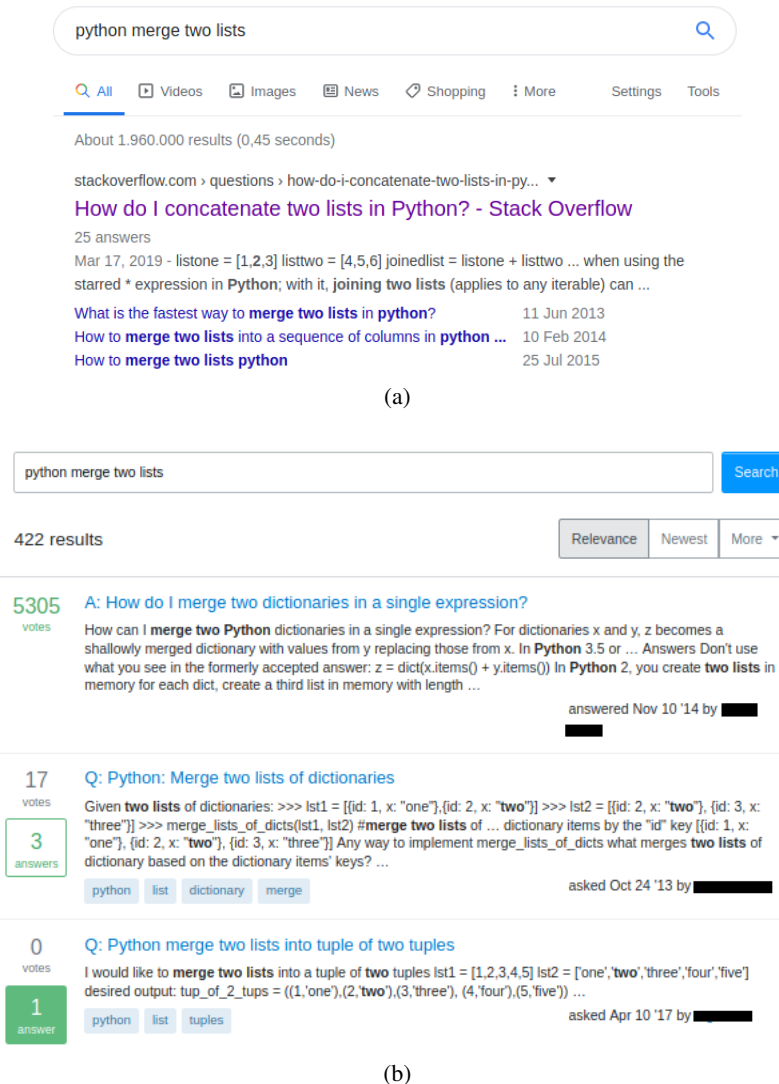 python merge two lists
All Videos Images News Shopping More Settings Tools
About 1.960.000 results (0,45 seconds)
stackoverflow.com › questions › how-do-i-concatenate-two-lists-in-py...
How do I concatenate two lists in Python? - Stack Overflow
25 answers
Mar 17, 2019 - listone = [1,2,3] listtwo = [4,5,6] joinedlist = listone + listtwo ... when using the
starred * expression in Python; with it, joining two lists (applies to any iterable) can ...
What is the fastest way to merge two lists in python? 11 Jun 2013
How to merge two lists into a sequence of columns in python ... 10 Feb 2014
How to merge two lists python 25 Jul 2015
(a)
python merge two lists Search
422 results Relevance Newest More
5305 A: How do I merge two dictionaries in a single expression?
votes
How can I merge two Python dictionaries in a single expression? For dictionaries x and y, z becomes a
shallowly merged dictionary with values from y replacing those from x. In Python 3.5 or … Answers Don't use
what you see in the formerly accepted answer: z = dict(x.items() + y.items()) In Python 2, you create two lists in
memory for each dict, create a third list in memory with length …
answered Nov 10 '14 by
17 Q: Python: Merge two lists of dictionaries
votes
Given two lists of dictionaries: >>> lst1 = [{id: 1, x: "one"},{id: 2, x: "two"}] >>> lst2 = [{id: 2, x: "two"}, {id: 3, x:
"three"}] >>> merge_lists_of_dicts(lst1, lst2) #merge two lists of … dictionary items by the "id" key [{id: 1, x:
3 "one"}, {id: 2, x: "two"}, {id: 3, x: "three"}] Any way to implement merge_lists_of_dicts what merges two lists of
answers dictionary based on the dictionary items' keys? …
python list dictionary merge asked Oct 24 '13 by
0 Q: Python merge two lists into tuple of two tuples
votes
I would like to merge two lists into a tuple of two tuples lst1 = [1,2,3,4,5] lst2 = ['one','two','three','four','five']
1 desired output: tup_of_2_tups = ((1,'one'),(2,'two'),(3,'three'), (4,'four'),(5,'five')) …
answer python list tuples asked Apr 10 '17 by
(b)